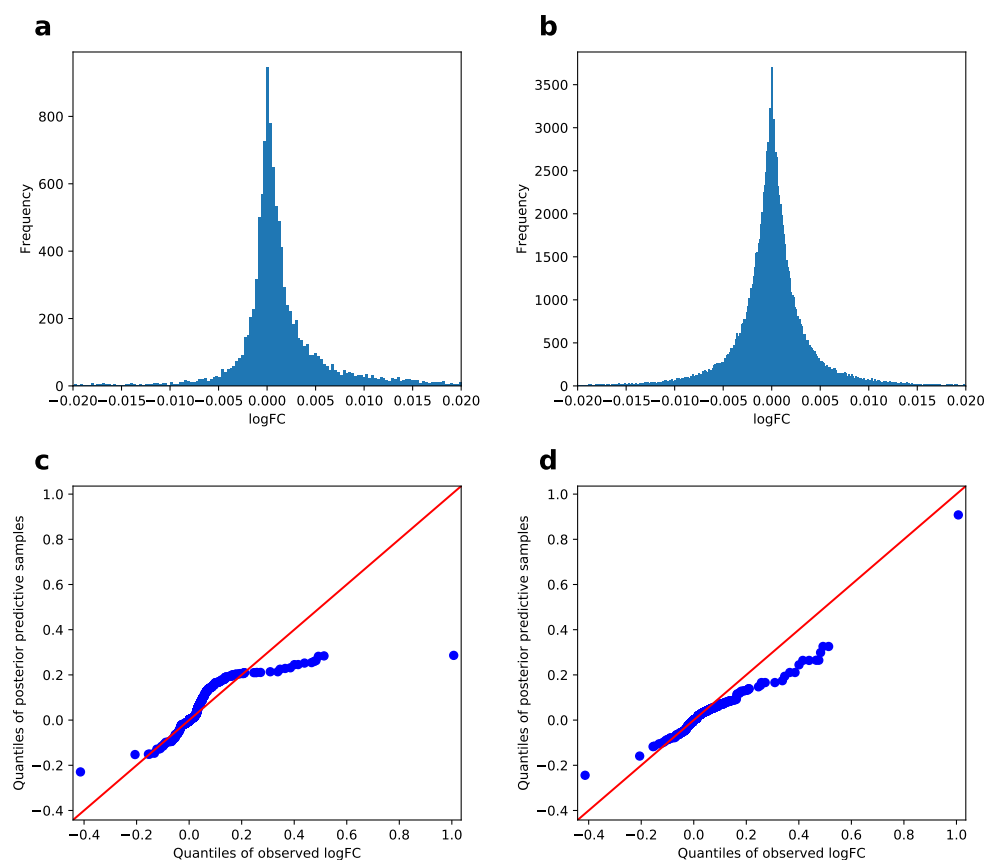 a
b
800
600
400
200
0
Frequency
−0.020−0.015−0.010−0.005 0.000 0.005 0.010 0.015 0.020
logFC
3500
3000
2500
2000
1500
1000
500
0
Frequency
−0.020−0.015−0.010−0.005 0.000 0.005 0.010 0.015 0.020
logFC
c
d
1.0
0.8
0.6
0.4
0.2
0.0
−0.2
−0.4
Quantiles of posterior predictive samples
−0.4 −0.2 0.0 0.2 0.4 0.6 0.8 1.0
Quantiles of observed logFC
1.0
0.8
0.6
0.4
0.2
0.0
−0.2
−0.4
Quantiles of posterior predictive samples
−0.4 −0.2 0.0 0.2 0.4 0.6 0.8 1.0
Quantiles of observed logFC